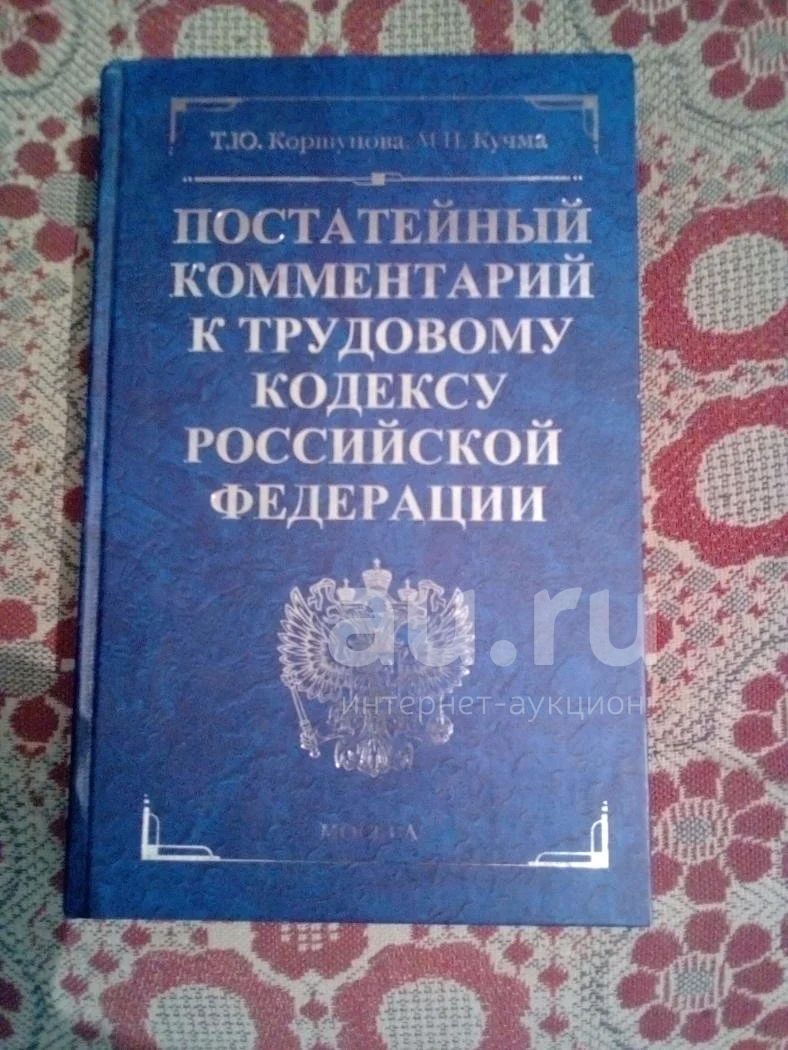 Т.Ю. Коршунова, М.И. Кучма
ПОСТАТЕЙНЫЙ
КОММЕНТАРИЙ
К ТРУДОВОМУ
КОДЕКСУ
РОССИЙСКОЙ
ФЕДЕРАЦИИ
au.ru
интернет-аукцион
МОСКВА